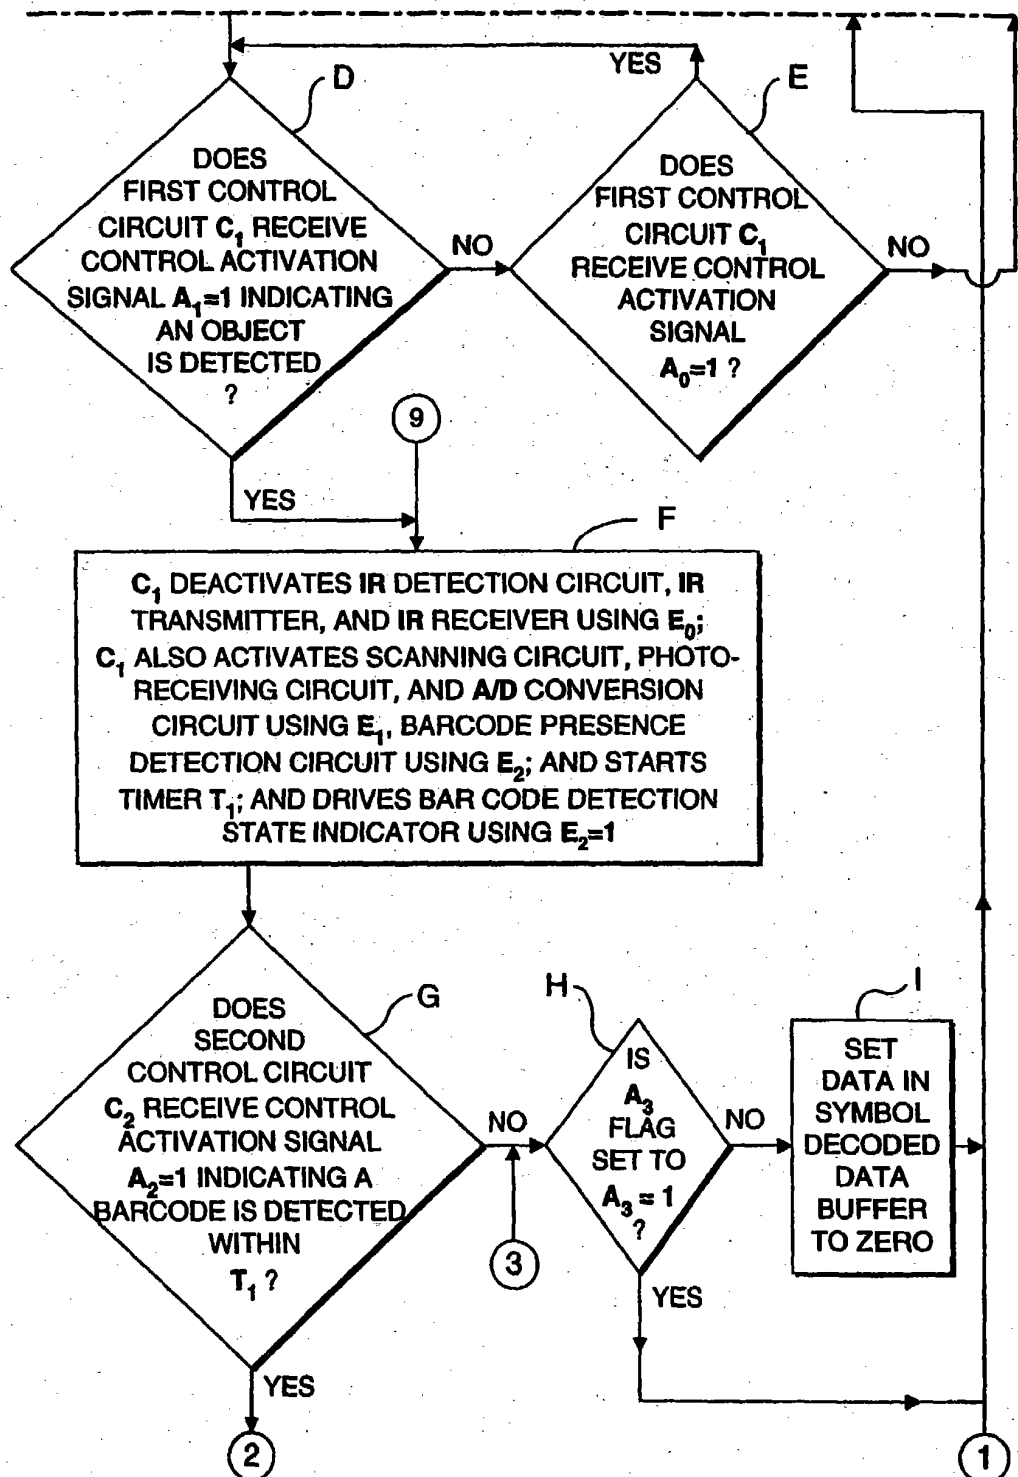 YES
D
E
DOES
FIRST CONTROL
CIRCUIT C₁ RECEIVE
CONTROL ACTIVATION
SIGNAL A₁=1 INDICATING
AN OBJECT
IS DETECTED
?
NO
DOES
FIRST CONTROL
CIRCUIT C₁
RECEIVE CONTROL
ACTIVATION
SIGNAL
A₀=1 ?
NO
9
YES
F
C₁ DEACTIVATES IR DETECTION CIRCUIT, IR
TRANSMITTER, AND IR RECEIVER USING E₀;
C₁ ALSO ACTIVATES SCANNING CIRCUIT, PHOTO-
RECEIVING CIRCUIT, AND A/D CONVERSION
CIRCUIT USING E₁, BARCODE PRESENCE
DETECTION CIRCUIT USING E₂; AND STARTS
TIMER T₁; AND DRIVES BAR CODE DETECTION
STATE INDICATOR USING E₂=1
G
H
I
DOES
SECOND
CONTROL CIRCUIT
C₂ RECEIVE CONTROL
ACTIVATION SIGNAL
A₂=1 INDICATING A
BARCODE IS DETECTED
WITHIN
T₁ ?
NO
3
IS
A₃
FLAG
SET TO
A₃ = 1
?
NO
SET
DATA IN
SYMBOL
DECODED
DATA
BUFFER
TO ZERO
YES
YES
2
1